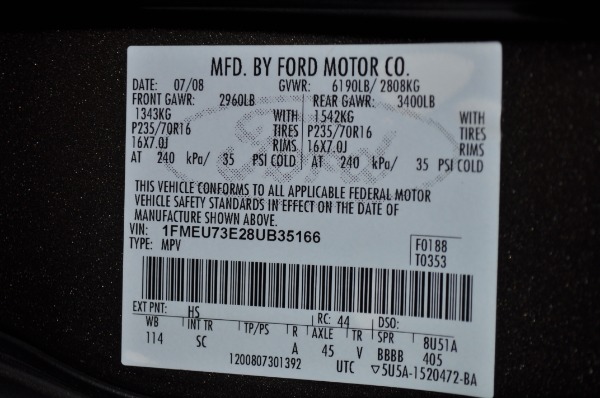 MFD. BY FORD MOTOR CO.
DATE: 07/08 GVWR: 6190LB/ 2808KG
FRONT GAWR: 2960LB REAR GAWR: 3400LB
1343KG WITH 1542KG WITH
P235/70R16 TIRES P235/70R16 TIRES
16X7.0J RIMS 16X7.0J RIMS
AT 240 kPa/ 35 PSI COLD AT 240 kPa/ 35 PSI COLD
Ford
THIS VEHICLE CONFORMS TO ALL APPLICABLE FEDERAL MOTOR
VEHICLE SAFETY STANDARDS IN EFFECT ON THE DATE OF
MANUFACTURE SHOWN ABOVE.
VIN: 1FMEU73E28UB35166
TYPE: MPV
F0188
T0353
EXT PNT: HS RC: 44 DSO:
WB INT TR TP/PS R AXLE TR SPR 8U51A
114 SC A 45 V BBBB 405
1200807301392 UTC ▽5U5A-1520472-BA